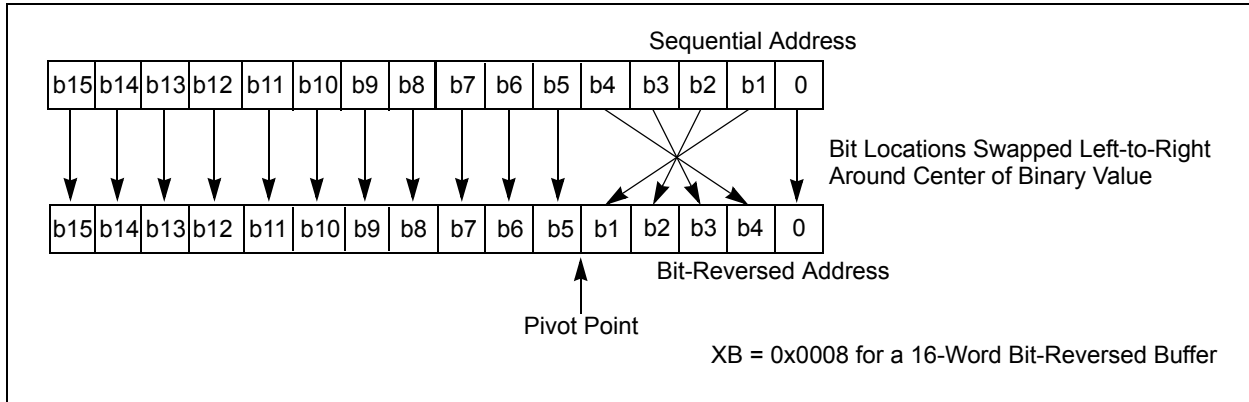 Sequential Address
b15 b14 b13 b12 b11 b10 b9 b8 b7 b6 b5 b4 b3 b2 b1 0
Bit Locations Swapped Left-to-Right
Around Center of Binary Value
b15 b14 b13 b12 b11 b10 b9 b8 b7 b6 b5 b1 b2 b3 b4 0
Bit-Reversed Address
Pivot Point
XB = 0x0008 for a 16-Word Bit-Reversed Buffer